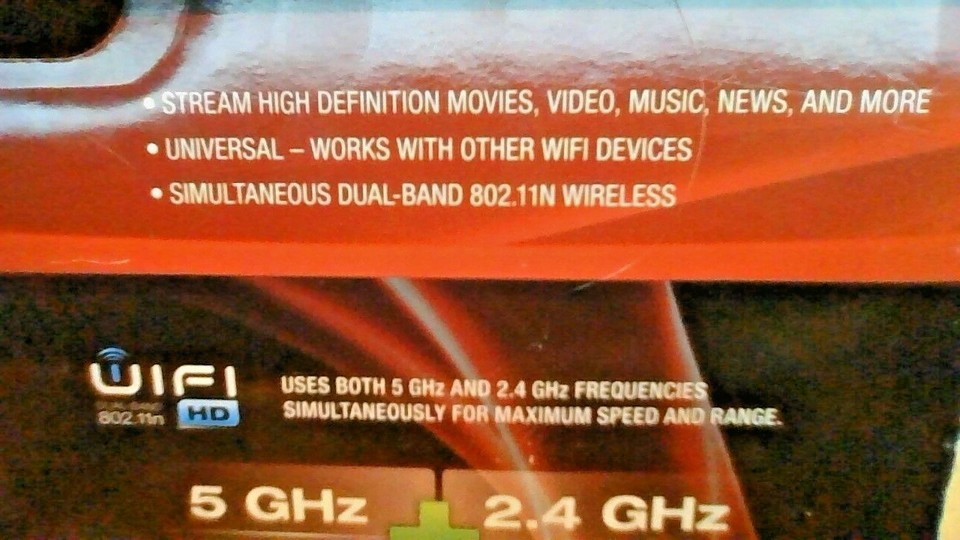 • STREAM HIGH DEFINITION MOVIES, VIDEO, MUSIC, NEWS, AND MORE
• UNIVERSAL – WORKS WITH OTHER WIFI DEVICES
• SIMULTANEOUS DUAL-BAND 802.11N WIRELESS
WIFI
802.11n HD
USES BOTH 5 GHz AND 2.4 GHz FREQUENCIES
SIMULTANEOUSLY FOR MAXIMUM SPEED AND RANGE.
5 GHz 2.4 GHz